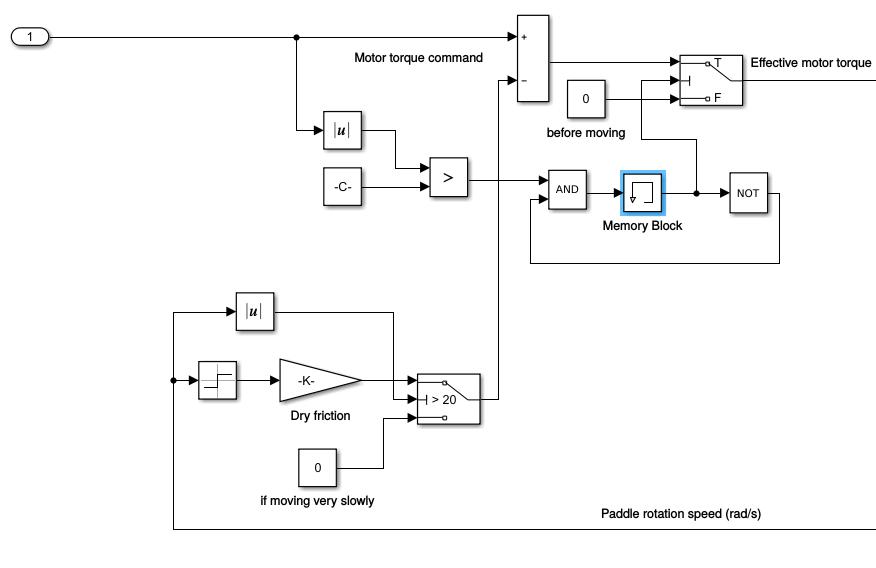 1
+
Motor torque command
−
T
Effective motor torque
F
0
before moving
|u|
-C-
>
AND
NOT
Memory Block
|u|
-K-
> 20
Dry friction
0
if moving very slowly
Paddle rotation speed (rad/s)